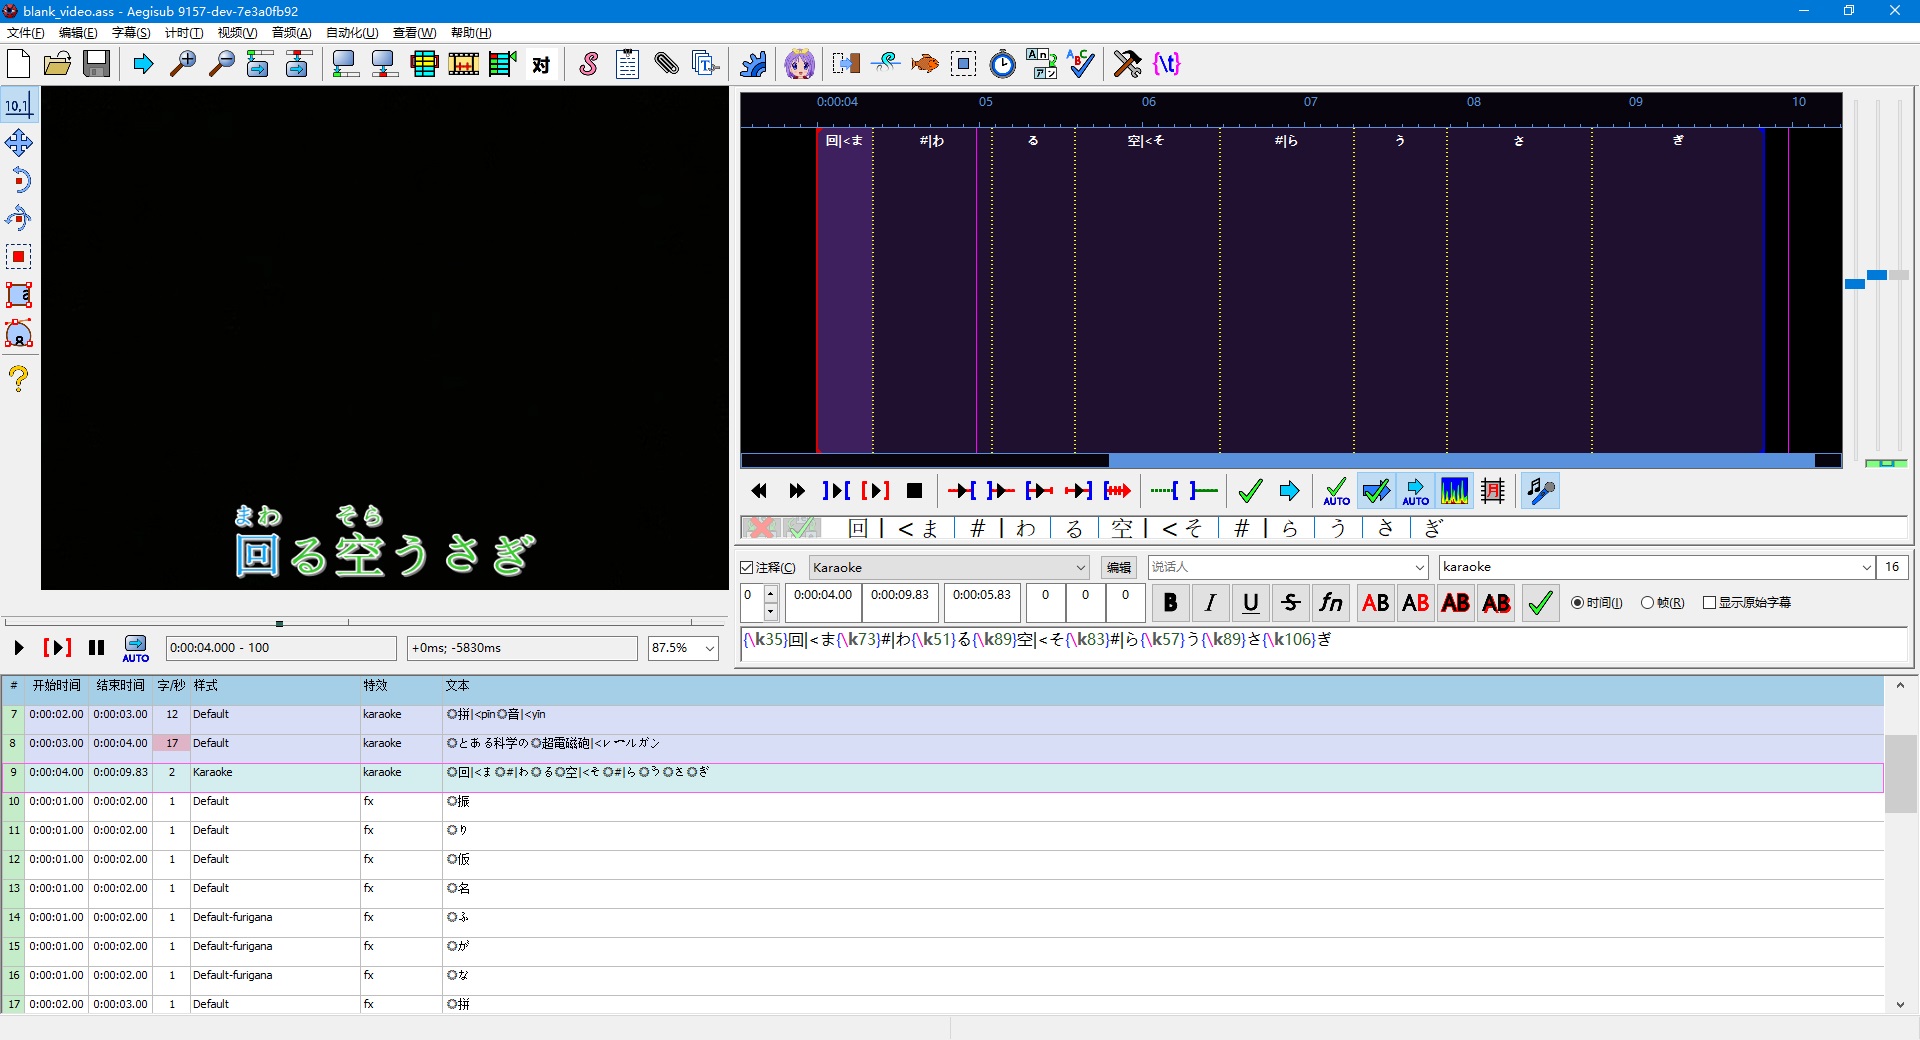 blank_video.ass - Aegisub 9157-dev-7e3a0fb92
文件(F) 编辑(E) 字幕(S) 计时(T) 视频(V) 音频(A) 自动化(U) 查看(W) 帮助(H)
对 {\t}
10,1
0:00:04 05 06 07 08 09 10
回|<ま #|わ る 空|<そ #|ら う さ ぎ
まわ そら
回る空うさぎ
AUTO AUTO 月
回|<ま #|わ る 空|<そ #|ら う さ ぎ
注释(C) Karaoke 编辑 说话人 karaoke 16
0 0:00:04.00 0:00:09.83 0:00:05.83 0 0 0 B I U S fn AB AB AB AB 时间(I) 帧(R) 显示原始字幕
{\k35}回|<ま{\k73}#|わ{\k51}る{\k89}空|<そ{\k83}#|ら{\k57}う{\k89}さ{\k106}ぎ
AUTO 0:00:04.000 - 100 +0ms; -5830ms 87.5%
# 开始时间 结束时间 字/秒 样式 特效 文本
7 0:00:02.00 0:00:03.00 12 Default karaoke ◎拼|<pīn◎音|<yīn
8 0:00:03.00 0:00:04.00 17 Default karaoke ◎とある科学の◎超電磁砲|<レールガン
9 0:00:04.00 0:00:09.83 2 Karaoke karaoke ◎回|<ま◎#|わ◎る◎空|<そ◎#|ら◎う◎さ◎ぎ
10 0:00:01.00 0:00:02.00 1 Default fx ◎振
11 0:00:01.00 0:00:02.00 1 Default fx ◎り
12 0:00:01.00 0:00:02.00 1 Default fx ◎仮
13 0:00:01.00 0:00:02.00 1 Default fx ◎名
14 0:00:01.00 0:00:02.00 1 Default-furigana fx ◎ふ
15 0:00:01.00 0:00:02.00 1 Default-furigana fx ◎が
16 0:00:01.00 0:00:02.00 1 Default-furigana fx ◎な
17 0:00:02.00 0:00:03.00 1 Default fx ◎拼